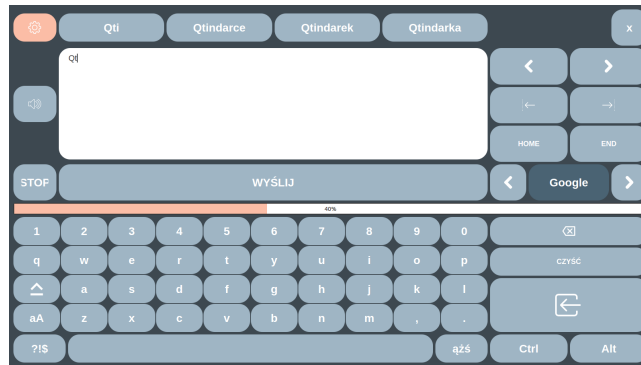 Qti Qtindarce Qtindarek Qtindarka x
Qt
HOME END
STOP WYŚLIJ Google
40%
1 2 3 4 5 6 7 8 9 0
q w e r t y u i o p CZYŚĆ
a s d f g h j k l
aA z x c v b n m , .
?!$ ążś Ctrl Alt